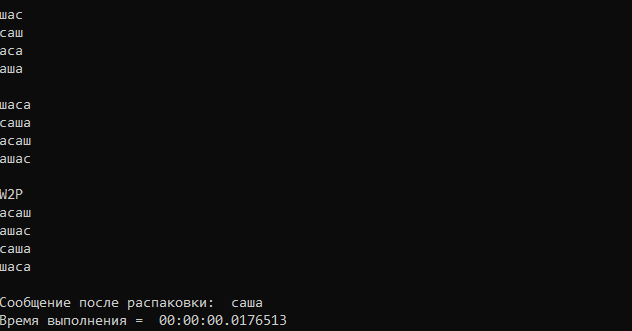 шас
саш
аса
аша

шаса
саша
асаш
ашас

W2P
асаш
ашас
саша
шаса

Сообщение после распаковки:  саша
Время выполнения =  00:00:00.0176513